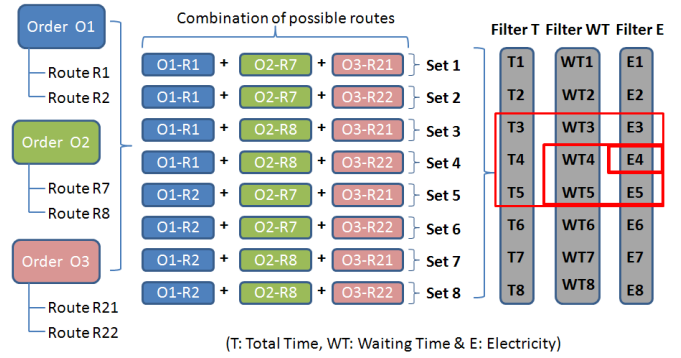 Combination of possible routes
Filter T Filter WT Filter E
Order O1
Route R1
Route R2
Order O2
Route R7
Route R8
Order O3
Route R21
Route R22
O1-R1 + O2-R7 + O3-R21 Set 1
O1-R1 + O2-R7 + O3-R22 Set 2
O1-R1 + O2-R8 + O3-R21 Set 3
O1-R1 + O2-R8 + O3-R22 Set 4
O1-R2 + O2-R7 + O3-R21 Set 5
O1-R2 + O2-R7 + O3-R22 Set 6
O1-R2 + O2-R8 + O3-R21 Set 7
O1-R2 + O2-R8 + O3-R22 Set 8
T1 WT1 E1
T2 WT2 E2
T3 WT3 E3
T4 WT4 E4
T5 WT5 E5
T6 WT6 E6
T7 WT7 E7
T8 WT8 E8
(T: Total Time, WT: Waiting Time & E: Electricity)